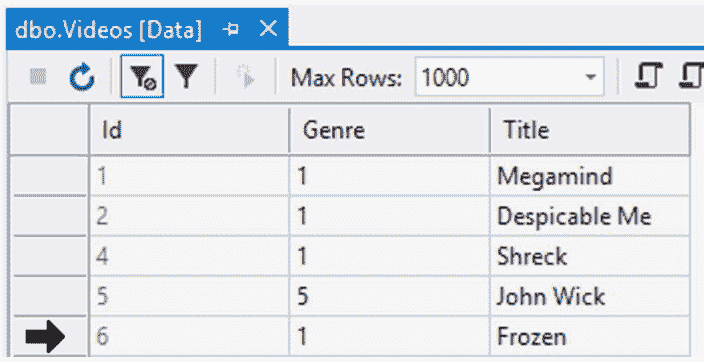 dbo.Videos [Data]
Max Rows: 1000
Id Genre Title
1 1 Megamind
2 1 Despicable Me
4 1 Shreck
5 5 John Wick
6 1 Frozen